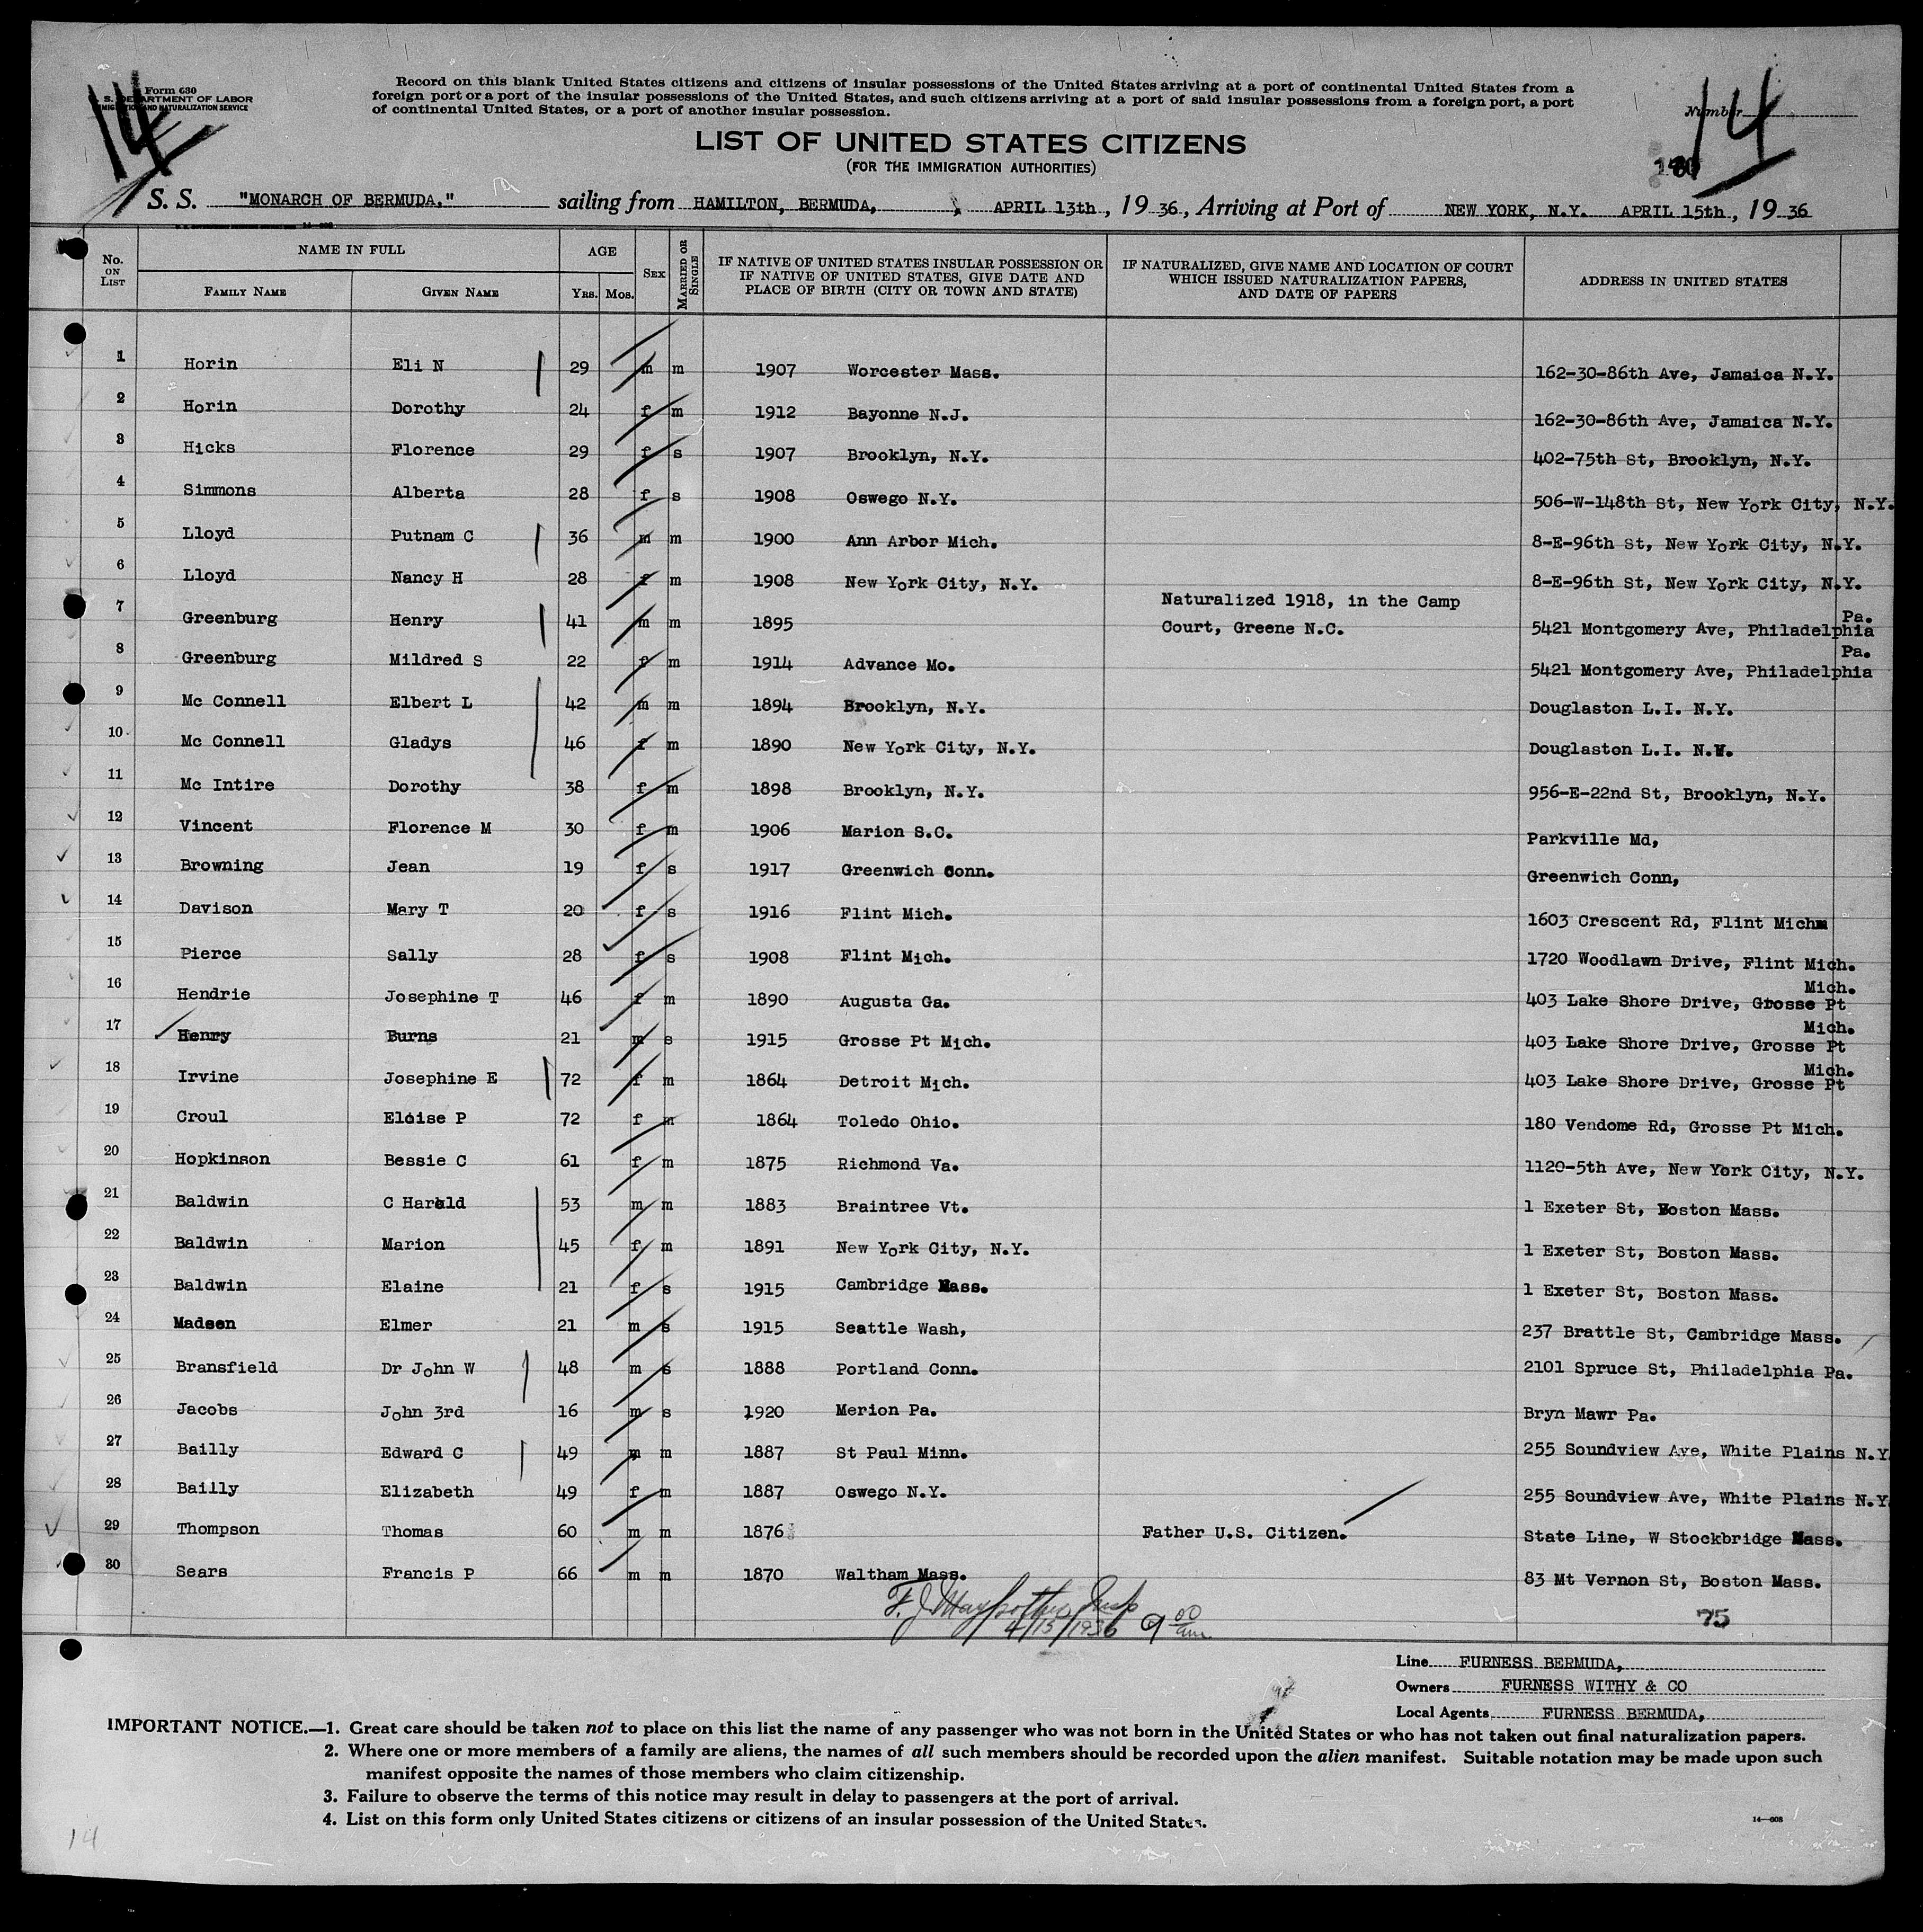 14
Form 630
U. S. DEPARTMENT OF LABOR
IMMIGRATION AND NATURALIZATION SERVICE
Record on this blank United States citizens and citizens of insular possessions of the United States arriving at a port of continental United States from a
foreign port or a port of the insular possessions of the United States, and such citizens arriving at a port of said insular possessions from a foreign port, a port
of continental United States, or a port of another insular possession.
Number
14
LIST OF UNITED STATES CITIZENS
(FOR THE IMMIGRATION AUTHORITIES)
S. S. "MONARCH OF BERMUDA," sailing from HAMILTON, BERMUDA, , APRIL 13th, 1936, Arriving at Port of NEW YORK, N.Y. APRIL 15th, 1936
No. ON LIST
NAME IN FULL
FAMILY NAME
GIVEN NAME
AGE
YRS.
MOS.
SEX
MARRIED OR SINGLE
IF NATIVE OF UNITED STATES INSULAR POSSESSION OR
IF NATIVE OF UNITED STATES, GIVE DATE AND
PLACE OF BIRTH (CITY OR TOWN AND STATE)
IF NATURALIZED, GIVE NAME AND LOCATION OF COURT
WHICH ISSUED NATURALIZATION PAPERS,
AND DATE OF PAPERS
ADDRESS IN UNITED STATES
1 Horin Eli N 29 m m 1907 Worcester Mass. 162-30-86th Ave, Jamaica N.Y.
2 Horin Dorothy 24 f m 1912 Bayonne N.J. 162-30-86th Ave, Jamaica N.Y.
3 Hicks Florence 29 f s 1907 Brooklyn, N.Y. 402-75th St, Brooklyn, N.Y.
4 Simmons Alberta 28 f s 1908 Oswego N.Y. 506-W-148th St, New York City, N.Y.
5 Lloyd Putnam C 36 m m 1900 Ann Arbor Mich. 8-E-96th St, New York City, N.Y.
6 Lloyd Nancy H 28 f m 1908 New York City, N.Y. 8-E-96th St, New York City, N.Y.
7 Greenburg Henry 41 m m 1895 Naturalized 1918, in the Camp Court, Greene N.C. 5421 Montgomery Ave, Philadelphia Pa.
8 Greenburg Mildred S 22 f m 1914 Advance Mo. 5421 Montgomery Ave, Philadelphia Pa.
9 Mc Connell Elbert L 42 m m 1894 Brooklyn, N.Y. Douglaston L.I. N.Y.
10 Mc Connell Gladys 46 f m 1890 New York City, N.Y. Douglaston L.I. N.Y.
11 Mc Intire Dorothy 38 f m 1898 Brooklyn, N.Y. 956-E-22nd St, Brooklyn, N.Y.
12 Vincent Florence M 30 f m 1906 Marion S.C. Parkville Md,
13 Browning Jean 19 f s 1917 Greenwich Conn. Greenwich Conn,
14 Davison Mary T 20 f s 1916 Flint Mich. 1603 Crescent Rd, Flint Mich
15 Pierce Sally 28 f s 1908 Flint Mich. 1720 Woodlawn Drive, Flint Mich.
16 Hendrie Josephine T 46 f m 1890 Augusta Ga. 403 Lake Shore Drive, Grosse Pt Mich.
17 Henry Burns 21 m s 1915 Grosse Pt Mich. 403 Lake Shore Drive, Grosse Pt Mich.
18 Irvine Josephine E 72 f m 1864 Detroit Mich. 403 Lake Shore Drive, Grosse Pt Mich.
19 Croul Eloise P 72 f m 1864 Toledo Ohio. 180 Vendome Rd, Grosse Pt Mich.
20 Hopkinson Bessie C 61 f m 1875 Richmond Va. 1120-5th Ave, New York City, N.Y.
21 Baldwin C Harold 53 m m 1883 Braintree Vt. 1 Exeter St, Boston Mass.
22 Baldwin Marion 45 f m 1891 New York City, N.Y. 1 Exeter St, Boston Mass.
23 Baldwin Elaine 21 f s 1915 Cambridge Mass. 1 Exeter St, Boston Mass.
24 Madsen Elmer 21 m s 1915 Seattle Wash, 237 Brattle St, Cambridge Mass.
25 Bransfield Dr John W 48 m s 1888 Portland Conn. 2101 Spruce St, Philadelphia Pa.
26 Jacobs John 3rd 16 m s 1920 Merion Pa. Bryn Mawr Pa.
27 Bailly Edward C 49 m m 1887 St Paul Minn. 255 Soundview Ave, White Plains N.Y.
28 Bailly Elizabeth 49 f m 1887 Oswego N.Y. 255 Soundview Ave, White Plains N.Y.
29 Thompson Thomas 60 m m 1876 Father U.S. Citizen. State Line, W Stockbridge Mass.
30 Sears Francis P 66 m m 1870 Waltham Mass. 83 Mt Vernon St, Boston Mass.
4/15/1936 9 00 am
75
Line FURNESS BERMUDA,
Owners FURNESS WITHY & CO
Local Agents FURNESS BERMUDA,
IMPORTANT NOTICE.—1. Great care should be taken not to place on this list the name of any passenger who was not born in the United States or who has not taken out final naturalization papers.
2. Where one or more members of a family are aliens, the names of all such members should be recorded upon the alien manifest. Suitable notation may be made upon such
manifest opposite the names of those members who claim citizenship.
3. Failure to observe the terms of this notice may result in delay to passengers at the port of arrival.
4. List on this form only United States citizens or citizens of an insular possession of the United States.
14